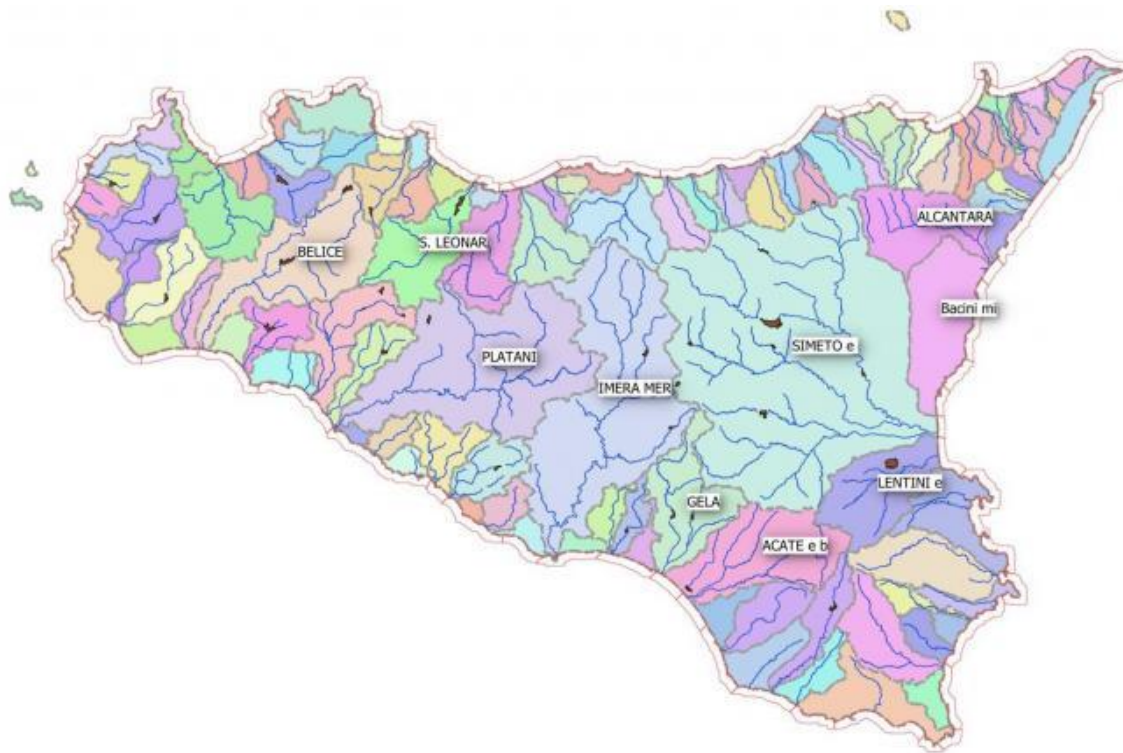 ALCANTARA
S. LEONAR
BELICE
Bacini mi
SIMETO e
PLATANI
IMERA MER
LENTINI e
GELA
ACATE e b